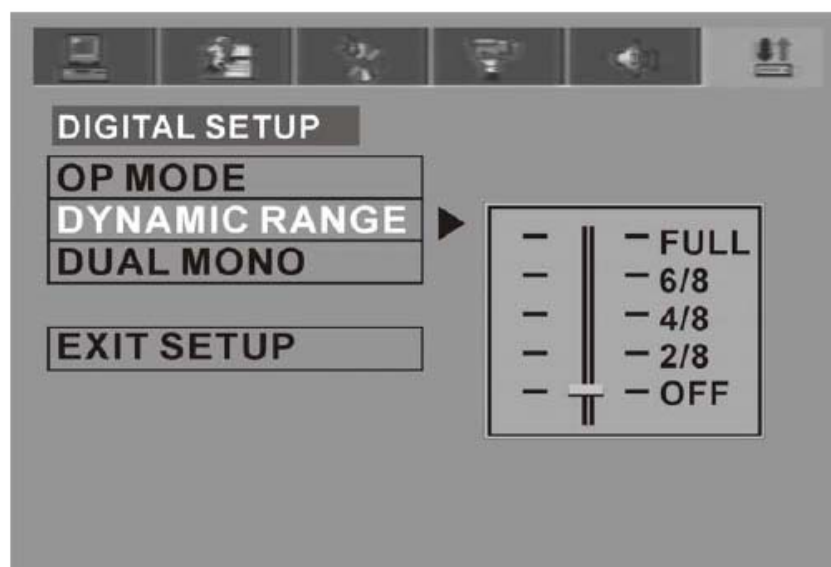 DIGITAL SETUP
OP MODE
DYNAMIC RANGE
DUAL MONO
EXIT SETUP
FULL
6/8
4/8
2/8
OFF